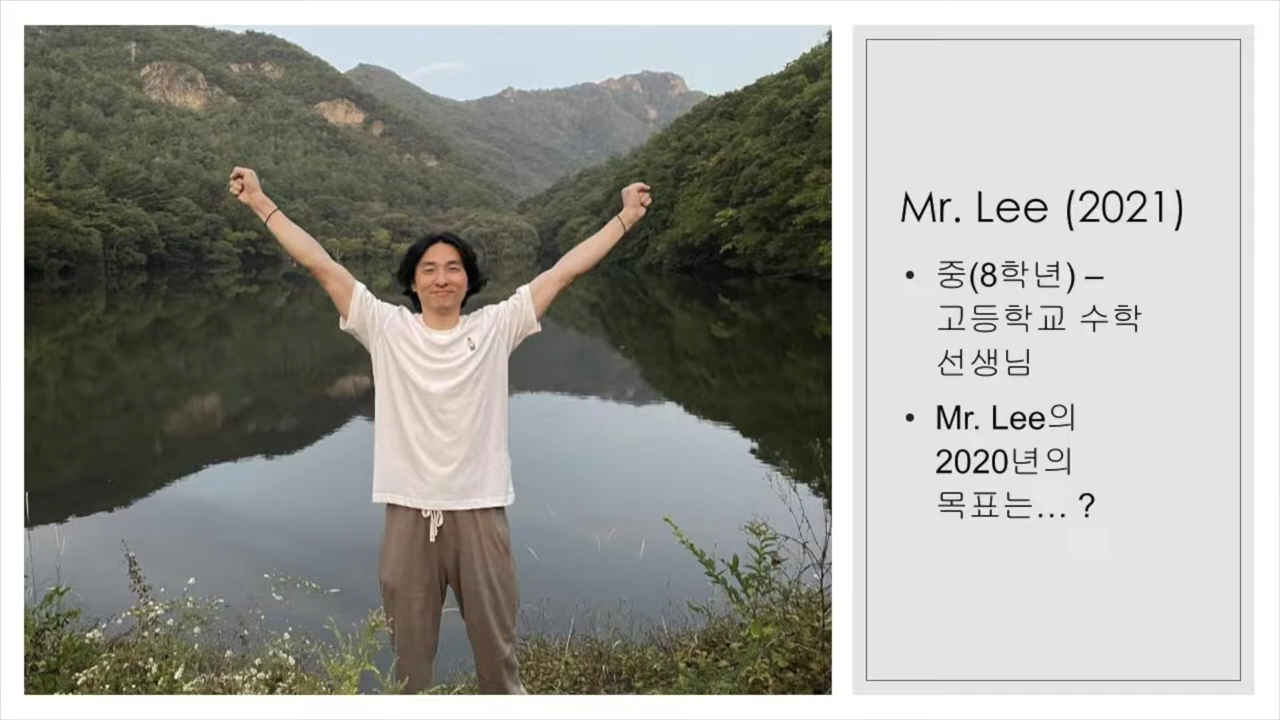 Mr. Lee (2021)
• 중(8학년) –
고등학교 수학
선생님
• Mr. Lee의
2020년의
목표는… ?